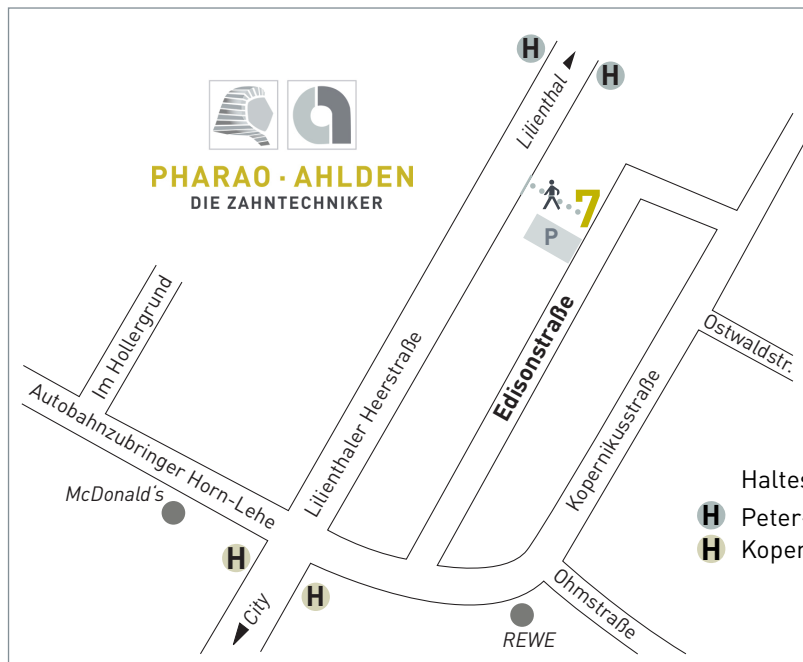 H
H
Lilienthal
PHARAO · AHLDEN
DIE ZAHNTECHNIKER
7
P
Im Hollergrund
Edisonstraße
Ostwaldstr.
Lilienthaler Heerstraße
Kopernikusstraße
Autobahnzubringer Horn-Lehe
McDonald's
Haltes
H Peter
H Koper
H
H
City
Ohmstraße
REWE